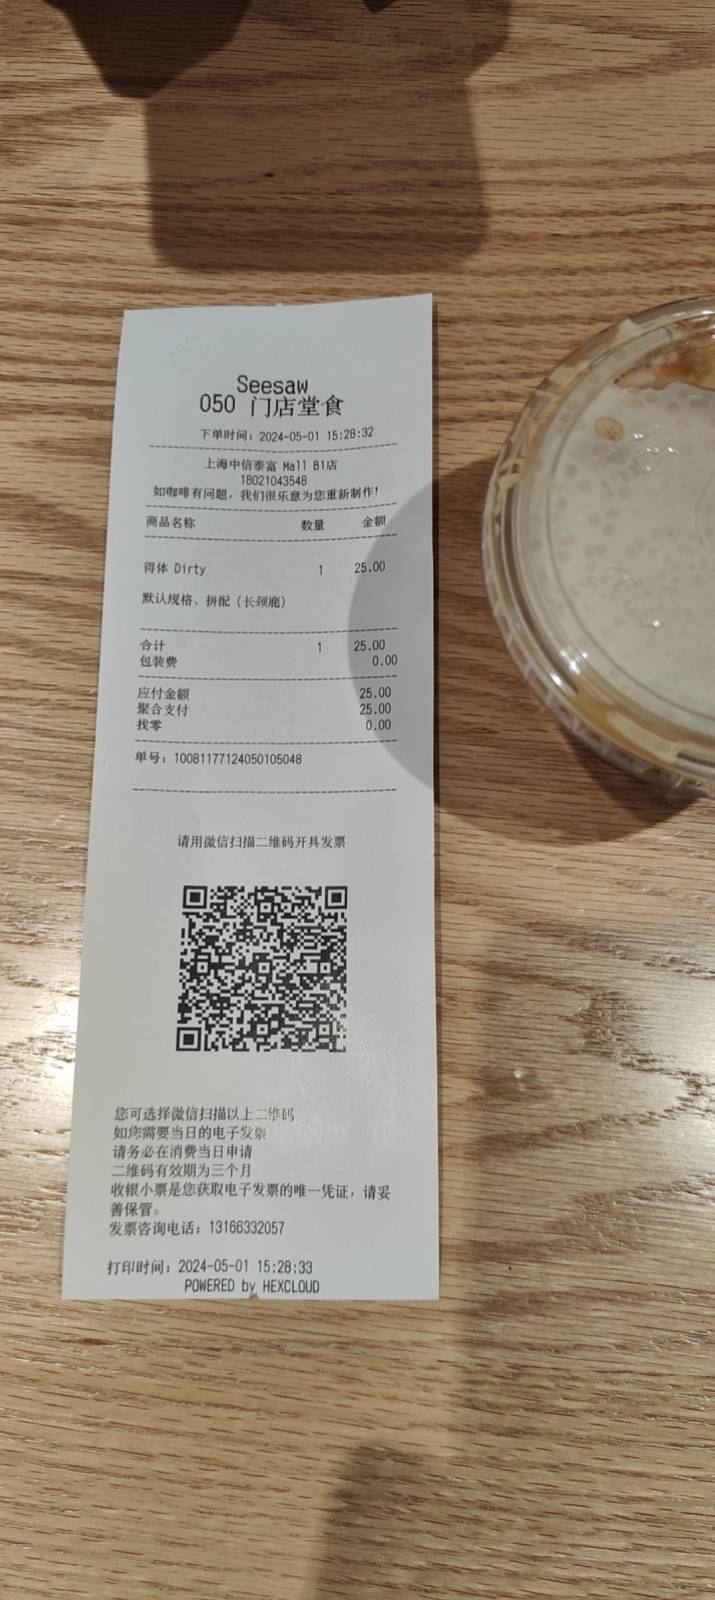 Seesaw
050 门店堂食
下单时间：2024-05-01 15:28:32
上海中信泰富 Mall B1店
18021043548
如咖啡有问题，我们很乐意为您重新制作！
商品名称 数量 金额
得体 Dirty 1 25.00
默认规格、拼配（长颈鹿）
合计 1 25.00
包装费 0.00
应付金额 25.00
聚合支付 25.00
找零 0.00
单号：10081177124050105048
请用微信扫描二维码开具发票
您可选择微信扫描以上二维码
如您需要当日的电子发票
请务必在消费当日申请
二维码有效期为三个月
收银小票是您获取电子发票的唯一凭证，请妥
善保管。
发票咨询电话：13166332057
打印时间：2024-05-01 15:28:33
POWERED by HEXCLOUD